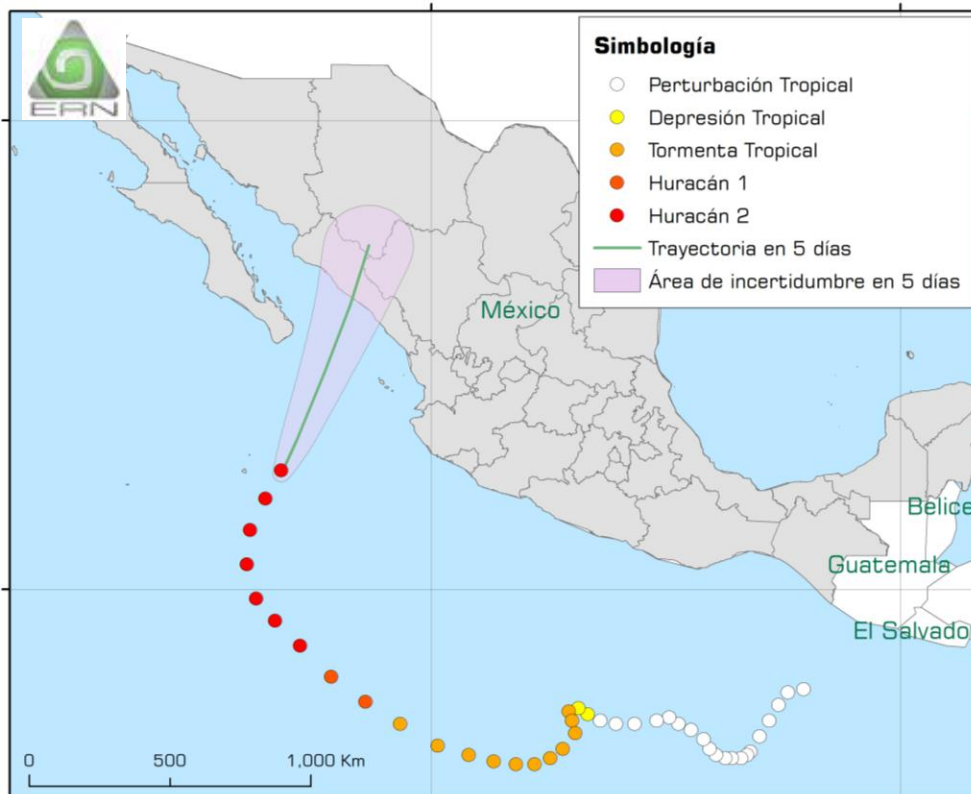 ERN
Simbología
Perturbación Tropical
Depresión Tropical
Tormenta Tropical
Huracán 1
Huracán 2
Trayectoria en 5 días
Área de incertidumbre en 5 días
México
Belice
Guatemala
El Salvado
0 500 1,000 Km